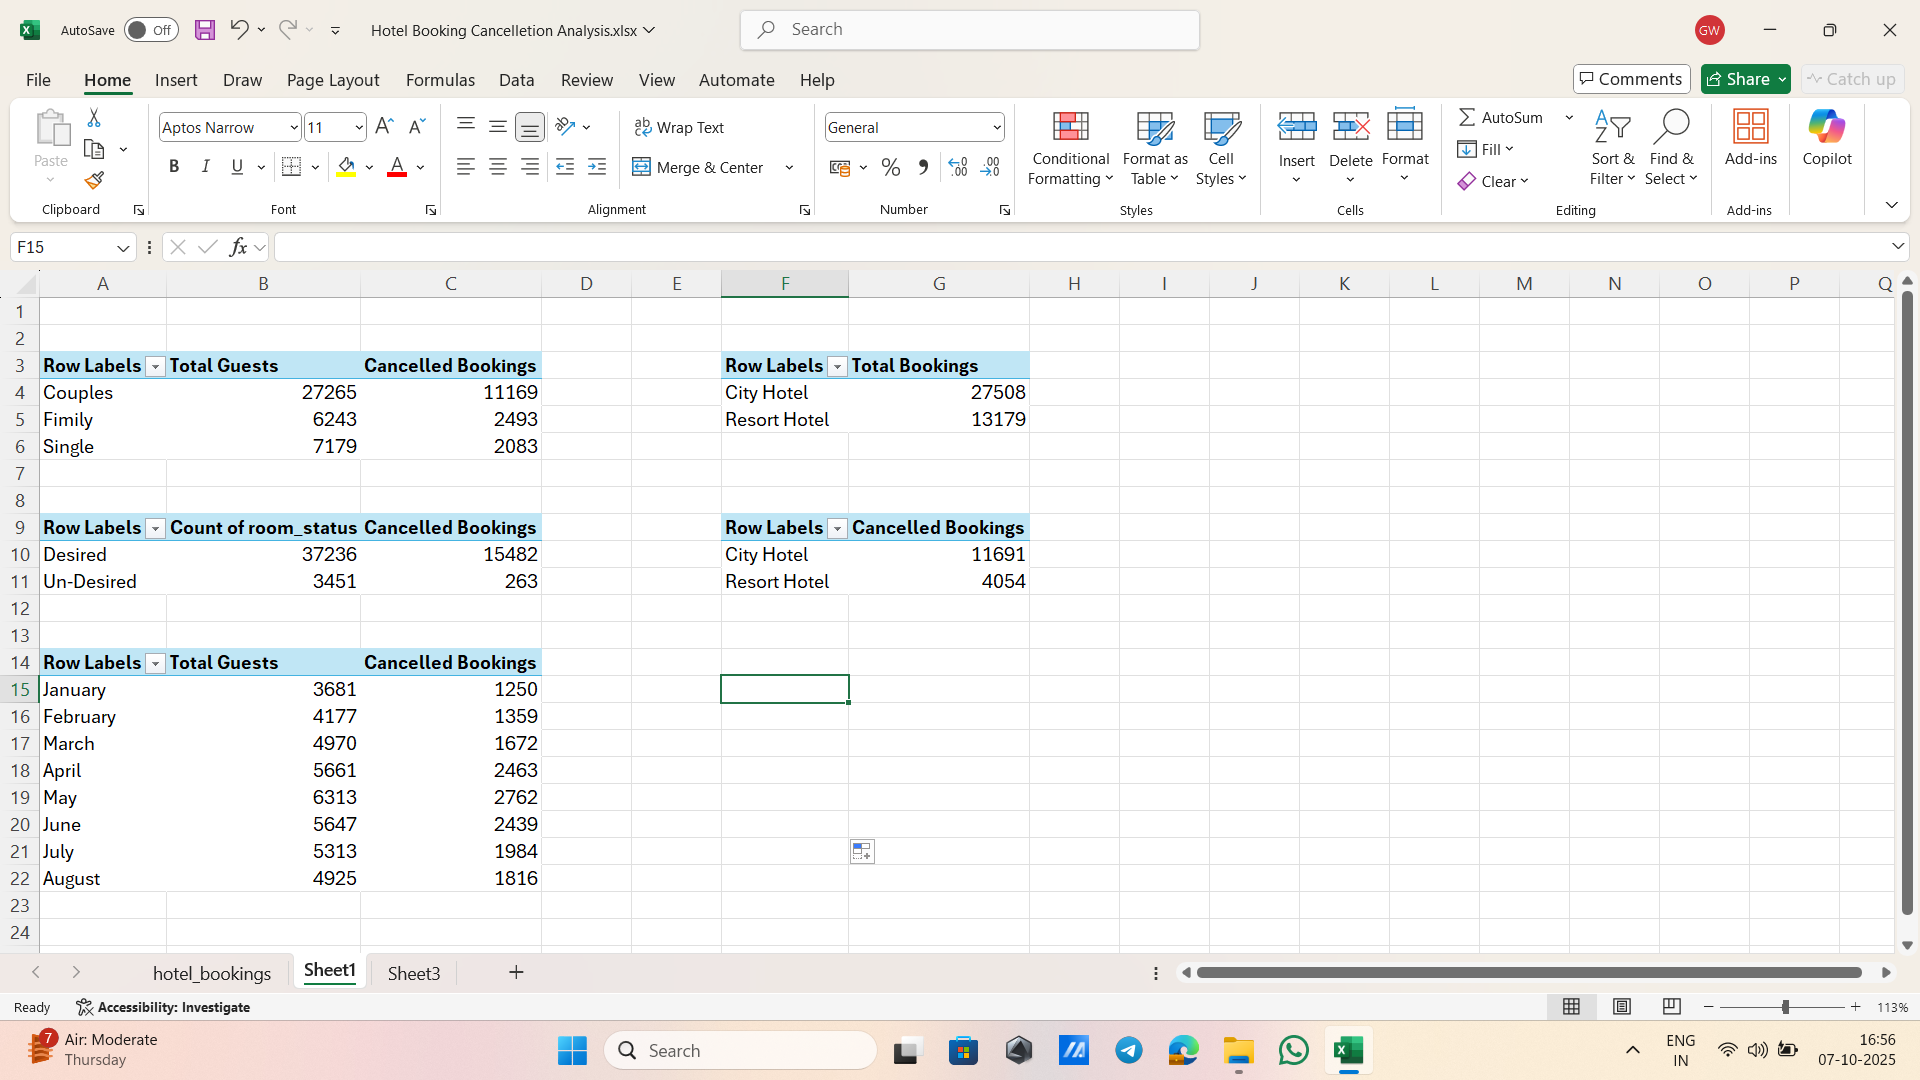 AutoSave Off Hotel Booking Cancelletion Analysis.xlsx Search GW
File Home Insert Draw Page Layout Formulas Data Review View Automate Help Comments Share Catch up
Paste Aptos Narrow 11 Wrap Text General Conditional Formatting Format as Table Cell Styles Insert Delete Format AutoSum Fill Clear Sort & Filter Find & Select Add-ins Copilot
B I U Merge & Center
Clipboard Font Alignment Number Styles Cells Editing Add-ins
F15 fx
A B C D E F G H I J K L M N O P Q
1
2
3 Row Labels Total Guests Cancelled Bookings Row Labels Total Bookings
4 Couples 27265 11169 City Hotel 27508
5 Fimily 6243 2493 Resort Hotel 13179
6 Single 7179 2083
7
8
9 Row Labels Count of room_status Cancelled Bookings Row Labels Cancelled Bookings
10 Desired 37236 15482 City Hotel 11691
11 Un-Desired 3451 263 Resort Hotel 4054
12
13
14 Row Labels Total Guests Cancelled Bookings
15 January 3681 1250
16 February 4177 1359
17 March 4970 1672
18 April 5661 2463
19 May 6313 2762
20 June 5647 2439
21 July 5313 1984
22 August 4925 1816
23
24
hotel_bookings Sheet1 Sheet3
Ready Accessibility: Investigate 113%
7 Air: Moderate Search ENG 16:56
Thursday IN 07-10-2025